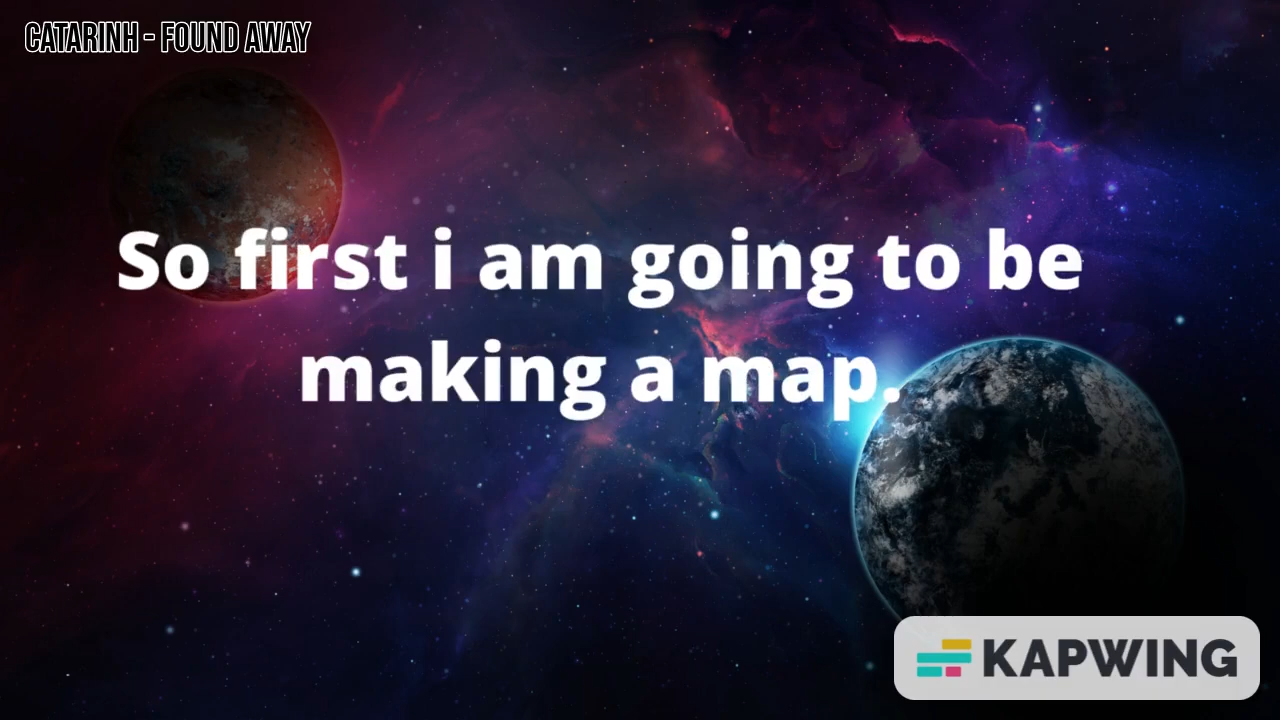 CATARINH - FOUND AWAY
So first i am going to be
making a map.
KAPWING